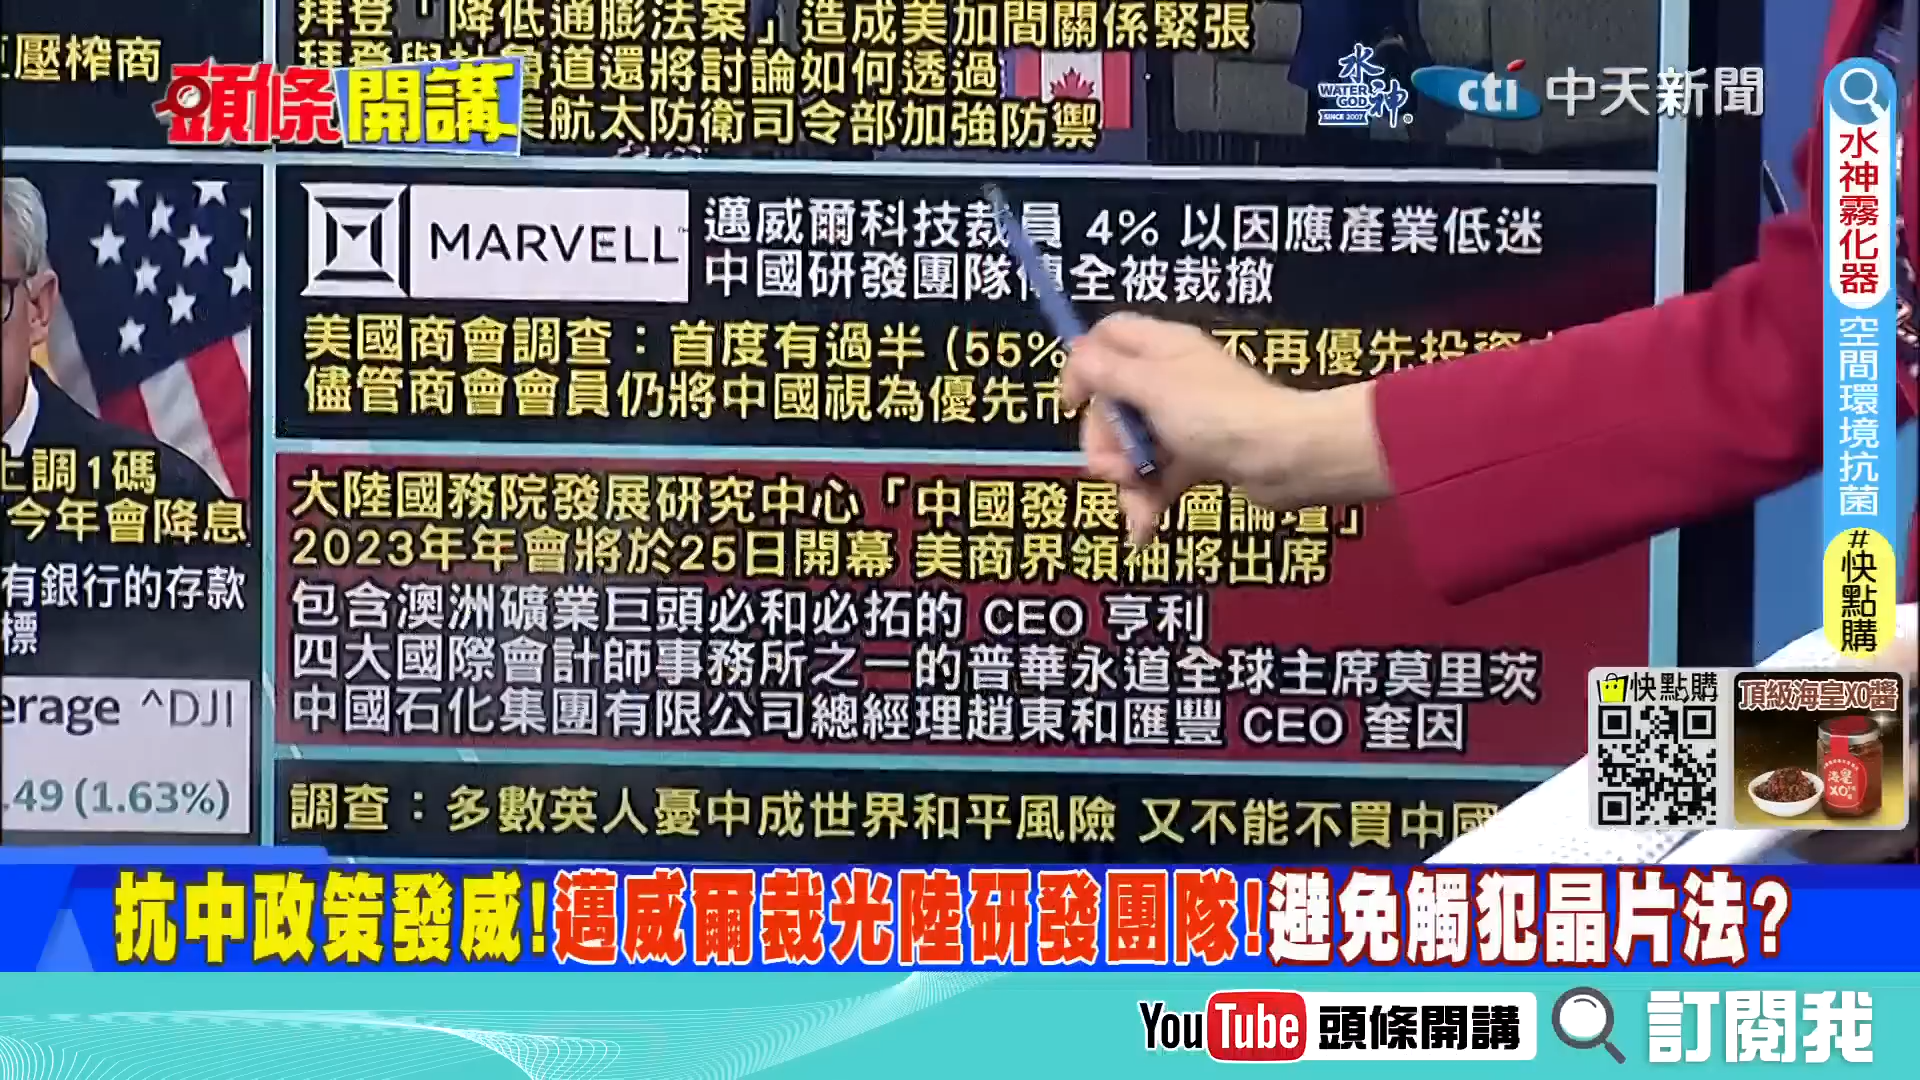 巨壓榨商
拜登「降低通膨法案」造成美加間關係緊張
道還將討論如何透過
美航太防衛司令部加強防禦
頭條開講
水神
WATER GOD
SINCE 2007
cti 中天新聞
水神霧化器
空間環境抗菌
#快點購
MARVELL
邁威爾科技裁員 4% 以因應產業低迷
中國研發團隊傳全被裁撤
美國商會調查：首度有過半 (55%
不再優先投資
儘管商會會員仍將中國視為優先市
上調1碼
今年會降息
有銀行的存款
標
erage ^DJI
.49 (1.63%)
大陸國務院發展研究中心「中國發展高層論壇」
2023年年會將於25日開幕 美商界領袖將出席
包含澳洲礦業巨頭必和必拓的 CEO 亨利
四大國際會計師事務所之一的普華永道全球主席莫里茨
中國石化集團有限公司總經理趙東和匯豐 CEO 奎因
調查：多數英人憂中成世界和平風險 又不能不買中國
快點購
頂級海皇XO醬
海皇
XO
抗中政策發威!邁威爾裁光陸研發團隊!避免觸犯晶片法?
YouTube 頭條開講
訂閱我